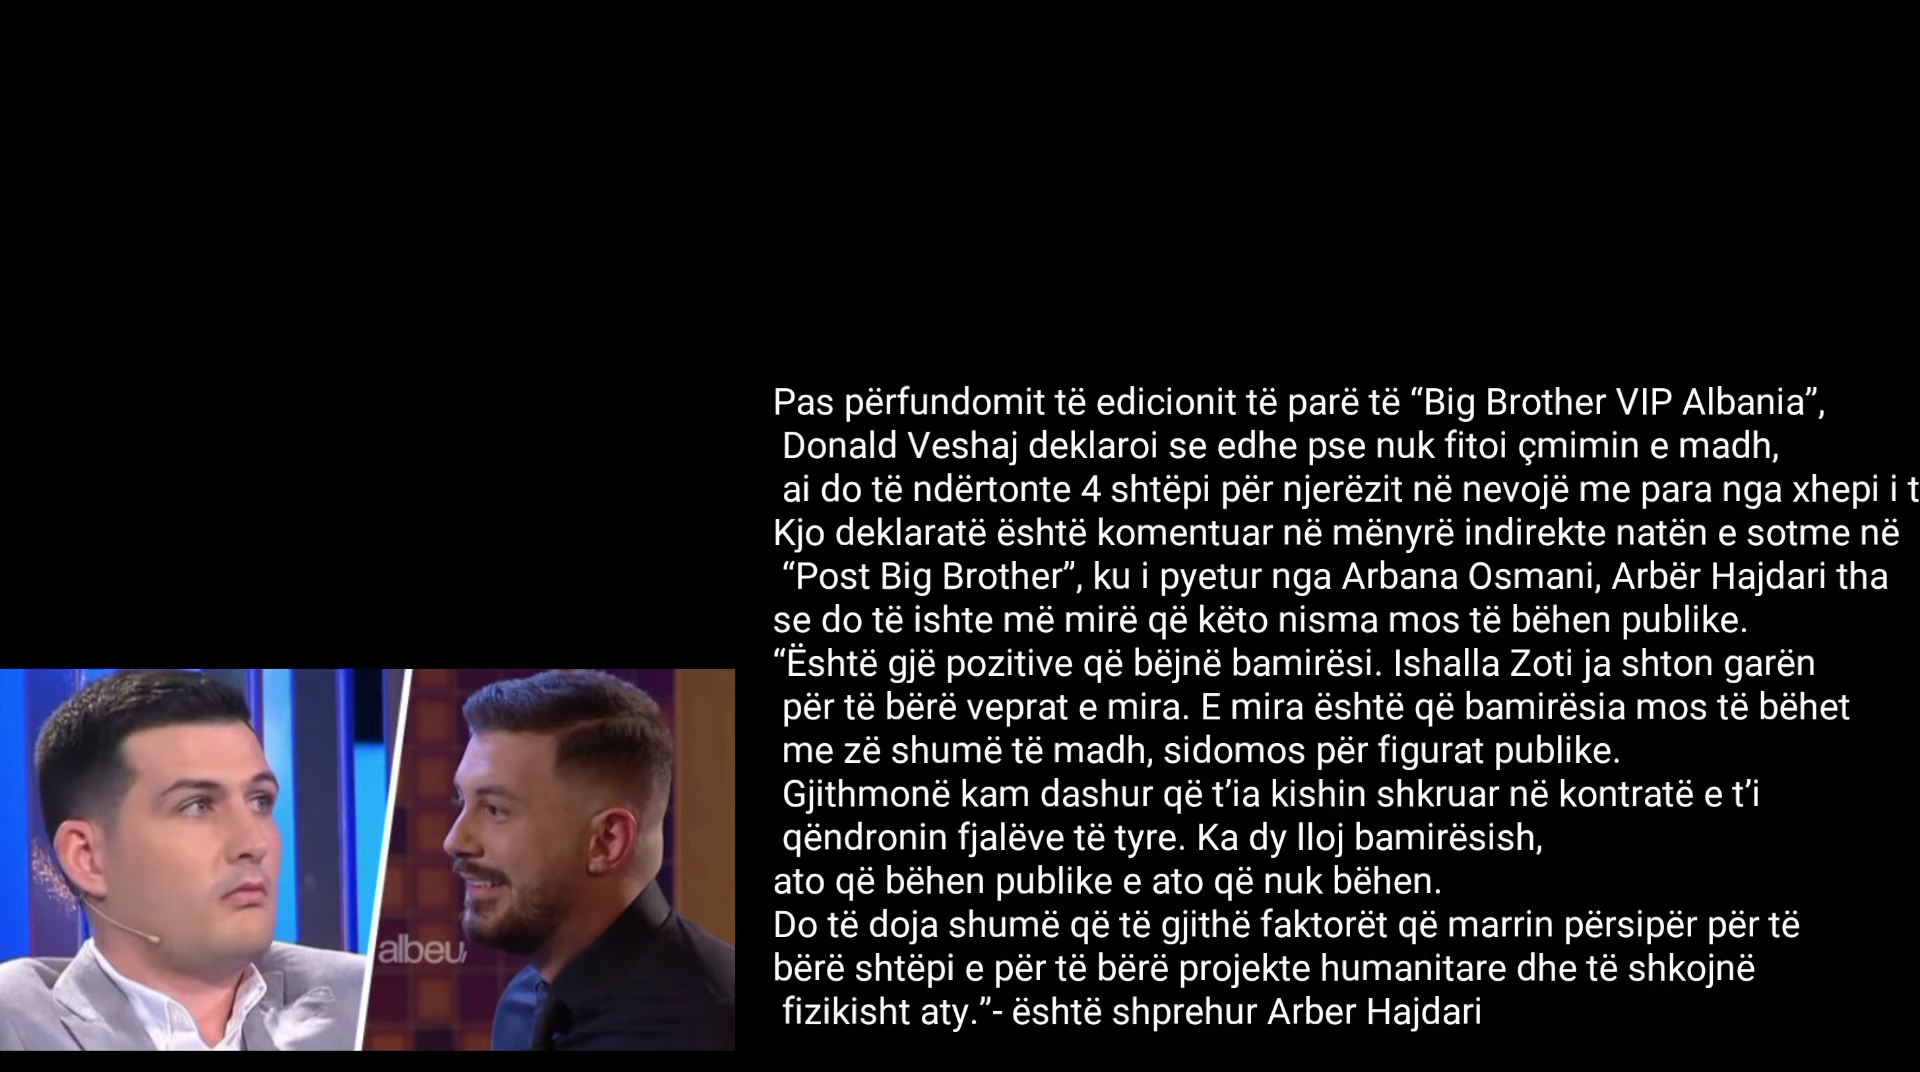 Pas përfundomit të edicionit të parë të “Big Brother VIP Albania”,
Donald Veshaj deklaroi se edhe pse nuk fitoi çmimin e madh,
ai do të ndërtonte 4 shtëpi për njerëzit në nevojë me para nga xhepi i t
Kjo deklaratë është komentuar në mënyrë indirekte natën e sotme në
“Post Big Brother”, ku i pyetur nga Arbana Osmani, Arbër Hajdari tha
se do të ishte më mirë që këto nisma mos të bëhen publike.
“Është gjë pozitive që bëjnë bamirësi. Ishalla Zoti ja shton garën
për të bërë veprat e mira. E mira është që bamirësia mos të bëhet
me zë shumë të madh, sidomos për figurat publike.
Gjithmonë kam dashur që t’ia kishin shkruar në kontratë e t’i
qëndronin fjalëve të tyre. Ka dy lloj bamirësish,
ato që bëhen publike e ato që nuk bëhen.
Do të doja shumë që të gjithë faktorët që marrin përsipër për të
bërë shtëpi e për të bërë projekte humanitare dhe të shkojnë
fizikisht aty.”- është shprehur Arber Hajdari
albeu